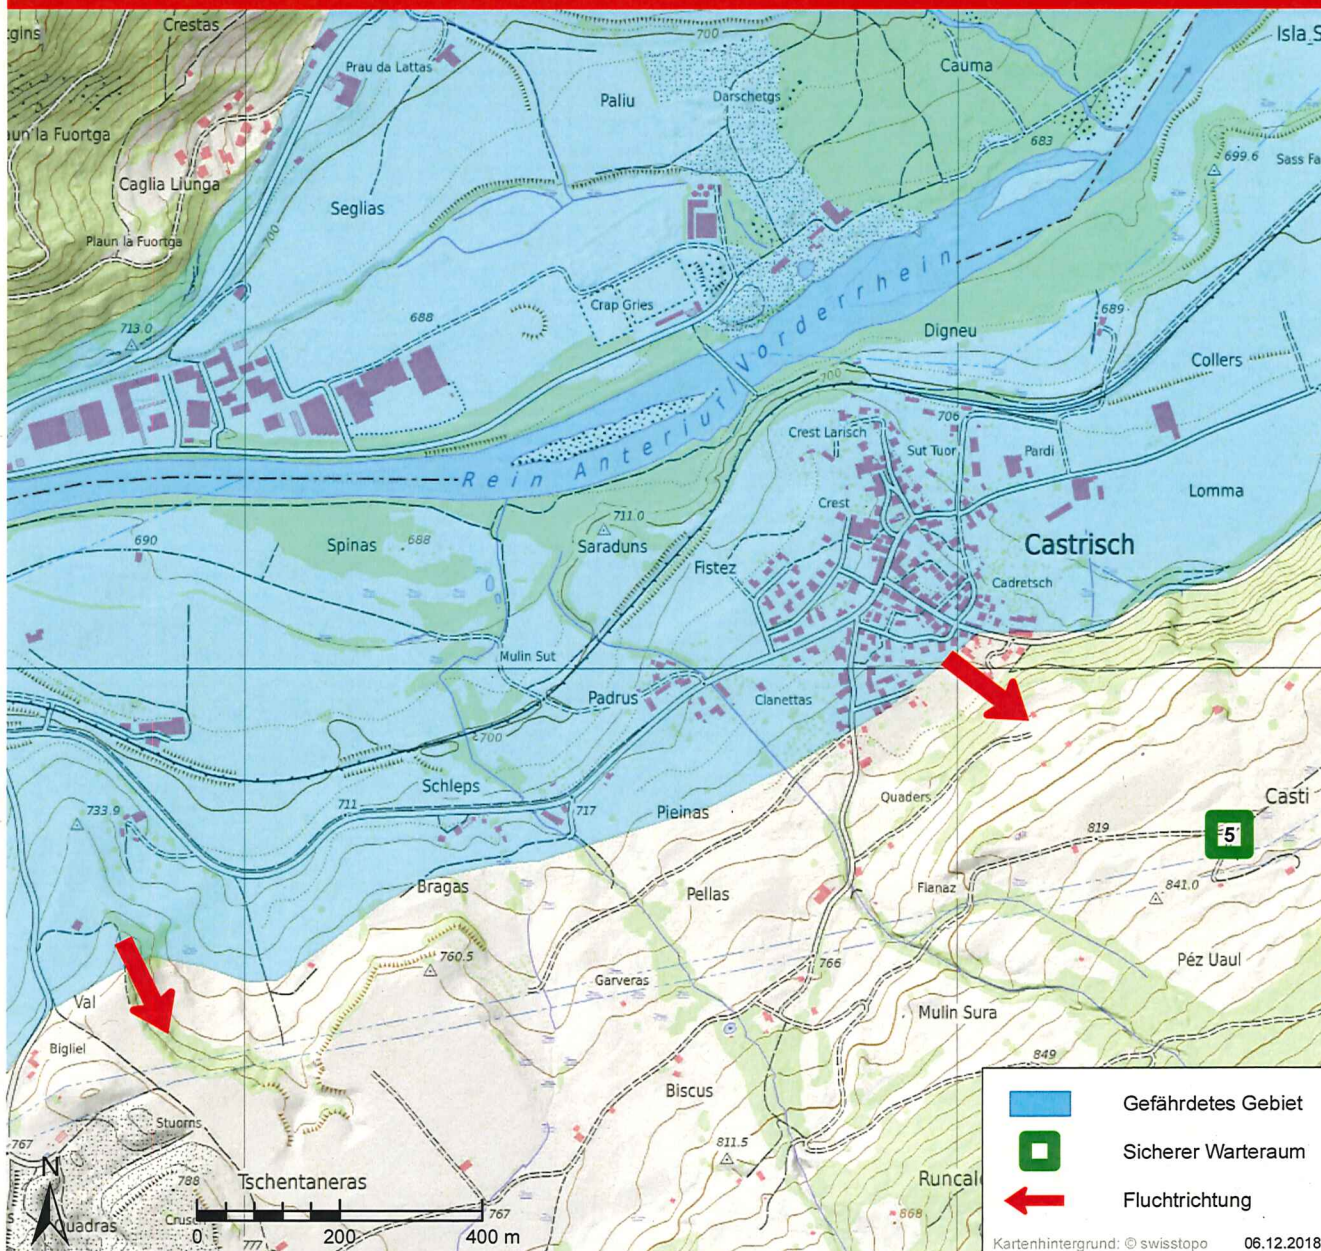 Crestas
Isla
700
Prau da Lattas
Cauma
Paliu
Darschetgs
la Fuortga
683
699.6
Sass
Caglia Liunga
Seglias
Plaun la Fuortga
700
Rein Anteriur/Vorderrhein
Crap Gries
688
689
713.0
Digneu
Collers
700
706
Crest Larisch
Sut Tuor
Pardi
Lomma
Crest
711.0
690
Spinas
688
Saraduns
Castrisch
Fistez
Cadretsch
Mulin Sut
Padrus
Clanettas
700
Schleps
Quaders
Casti
733.9
711
717
Pieinas
819
5
Bragas
Pellas
Flanaz
841.0
760.5
Péz Uaul
766
Garveras
Val
Mulin Sura
Bigliel
849
Biscus
Gefährdetes Gebiet
Stuorns
767
811.5
Sicherer Warteraum
N
Tschentaneras
788
Fluchtrichtung
868
767
Quadras
777
0 200 400 m
Kartenhintergrund: © swisstopo 06.12.2018